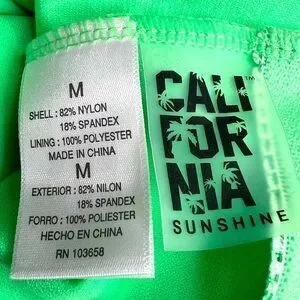 M
SHELL : 82% NYLON
18% SPANDEX
LINING : 100% POLYESTER
MADE IN CHINA
M
EXTERIOR : 82% NILON
18% SPANDEX
FORRO : 100% POLIESTER
HECHO EN CHINA
RN 103658
CALI™
FOR
NIA
SUNSHINE